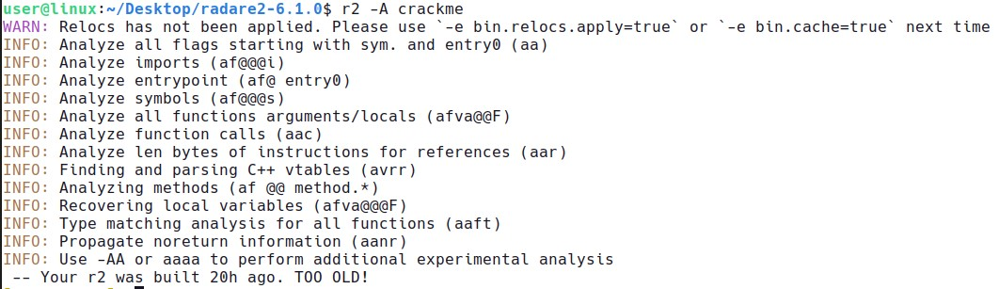 user@linux:~/Desktop/radare2-6.1.0$ r2 -A crackme
WARN: Relocs has not been applied. Please use `-e bin.relocs.apply=true` or `-e bin.cache=true` next time
INFO: Analyze all flags starting with sym. and entry0 (aa)
INFO: Analyze imports (af@@@i)
INFO: Analyze entrypoint (af@ entry0)
INFO: Analyze symbols (af@@@s)
INFO: Analyze all functions arguments/locals (afva@@F)
INFO: Analyze function calls (aac)
INFO: Analyze len bytes of instructions for references (aar)
INFO: Finding and parsing C++ vtables (avrr)
INFO: Analyzing methods (af @@ method.*)
INFO: Recovering local variables (afva@@@F)
INFO: Type matching analysis for all functions (aaft)
INFO: Propagate noreturn information (aanr)
INFO: Use -AA or aaaa to perform additional experimental analysis
 -- Your r2 was built 20h ago. TOO OLD!